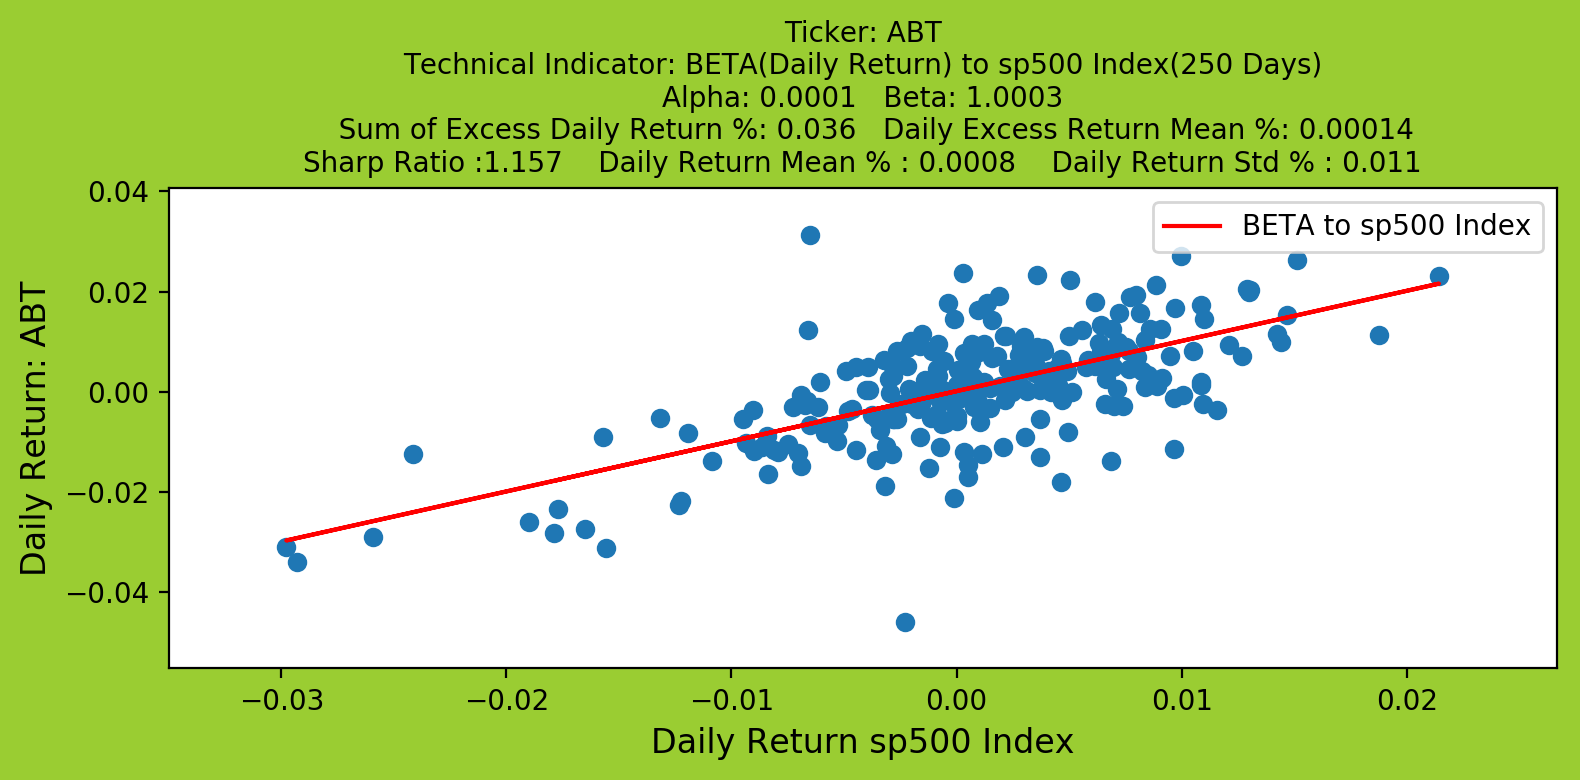 Ticker: ABT
Technical Indicator: BETA(Daily Return) to sp500 Index(250 Days)
Alpha: 0.0001 Beta: 1.0003
Sum of Excess Daily Return %: 0.036 Daily Excess Return Mean %: 0.00014
Sharp Ratio :1.157 Daily Return Mean % : 0.0008 Daily Return Std % : 0.011
BETA to sp500 Index
Daily Return: ABT
0.04
0.02
0.00
−0.02
−0.04
−0.03 −0.02 −0.01 0.00 0.01 0.02
Daily Return sp500 Index